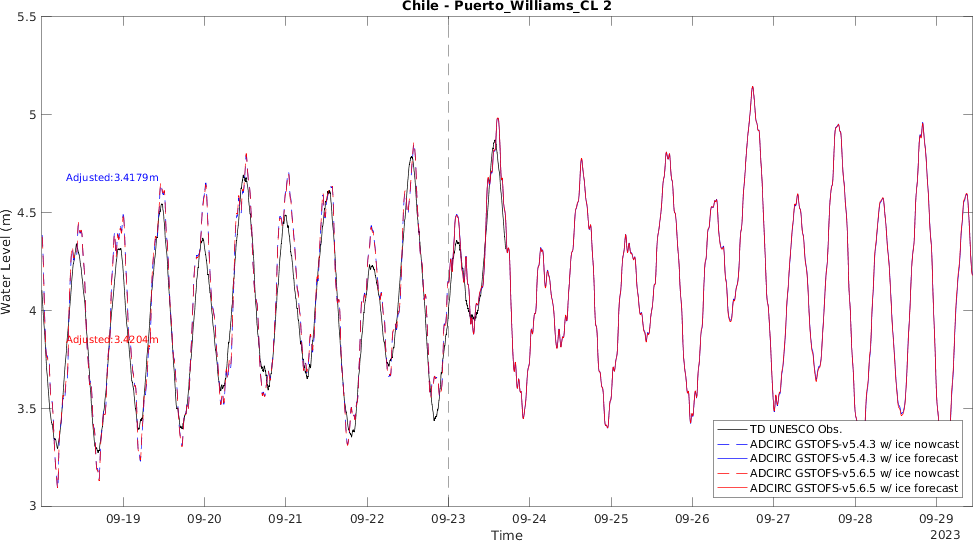 Chile - Puerto_Williams_CL 2
5.5
5
4.5
4
3.5
3
Water Level (m)
Adjusted:3.4179m
Adjusted:3.4204m
TD UNESCO Obs.
ADCIRC GSTOFS-v5.4.3 w/ ice nowcast
ADCIRC GSTOFS-v5.4.3 w/ ice forecast
ADCIRC GSTOFS-v5.6.5 w/ ice nowcast
ADCIRC GSTOFS-v5.6.5 w/ ice forecast
09-19 09-20 09-21 09-22 09-23 09-24 09-25 09-26 09-27 09-28 09-29
2023
Time